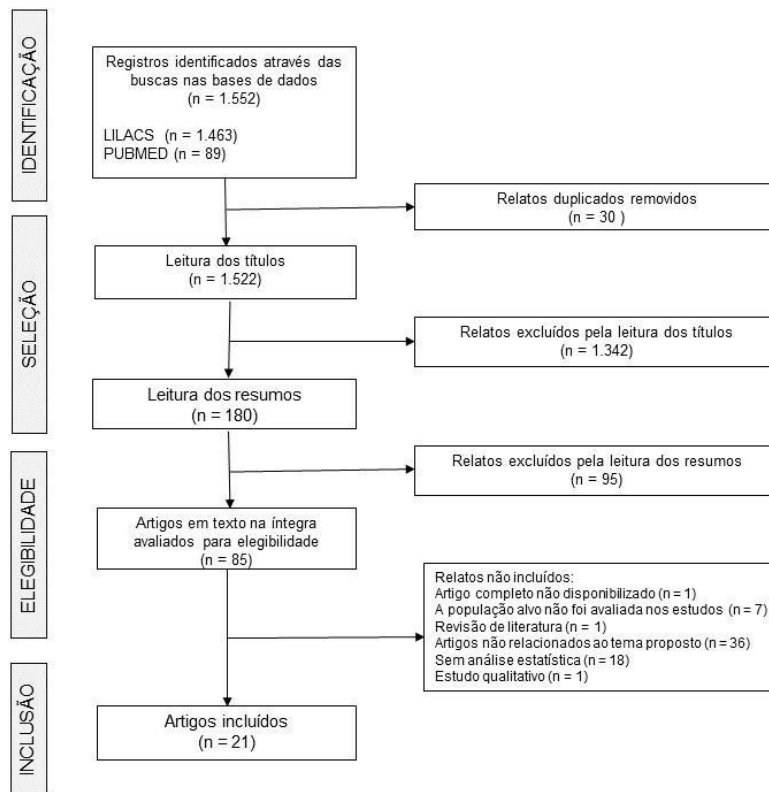 IDENTIFICAÇÃO
Registros identificados através das
buscas nas bases de dados
(n = 1.552)
LILACS (n = 1.463)
PUBMED (n = 89)
Relatos duplicados removidos
(n = 30 )
SELEÇÃO
Leitura dos títulos
(n = 1.522)
Relatos excluídos pela leitura dos títulos
(n = 1.342)
Leitura dos resumos
(n = 180)
Relatos excluídos pela leitura dos resumos
(n = 95)
ELEGIBILIDADE
Artigos em texto na íntegra
avaliados para elegibilidade
(n = 85)
Relatos não incluídos:
Artigo completo não disponibilizado (n = 1)
A população alvo não foi avaliada nos estudos (n = 7)
Revisão de literatura (n = 1)
Artigos não relacionados ao tema proposto (n = 36)
Sem análise estatística (n = 18)
Estudo qualitativo (n = 1)
INCLUSÃO
Artigos incluídos
(n = 21)